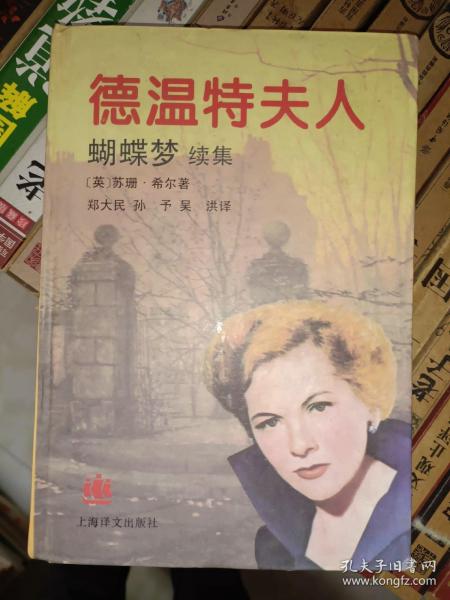 德温特夫人
蝴蝶梦 续集
[英]苏珊·希尔著
郑大民 孙 予 吴 洪译
上海译文出版社
孔夫子旧书网
www.kongfz.com